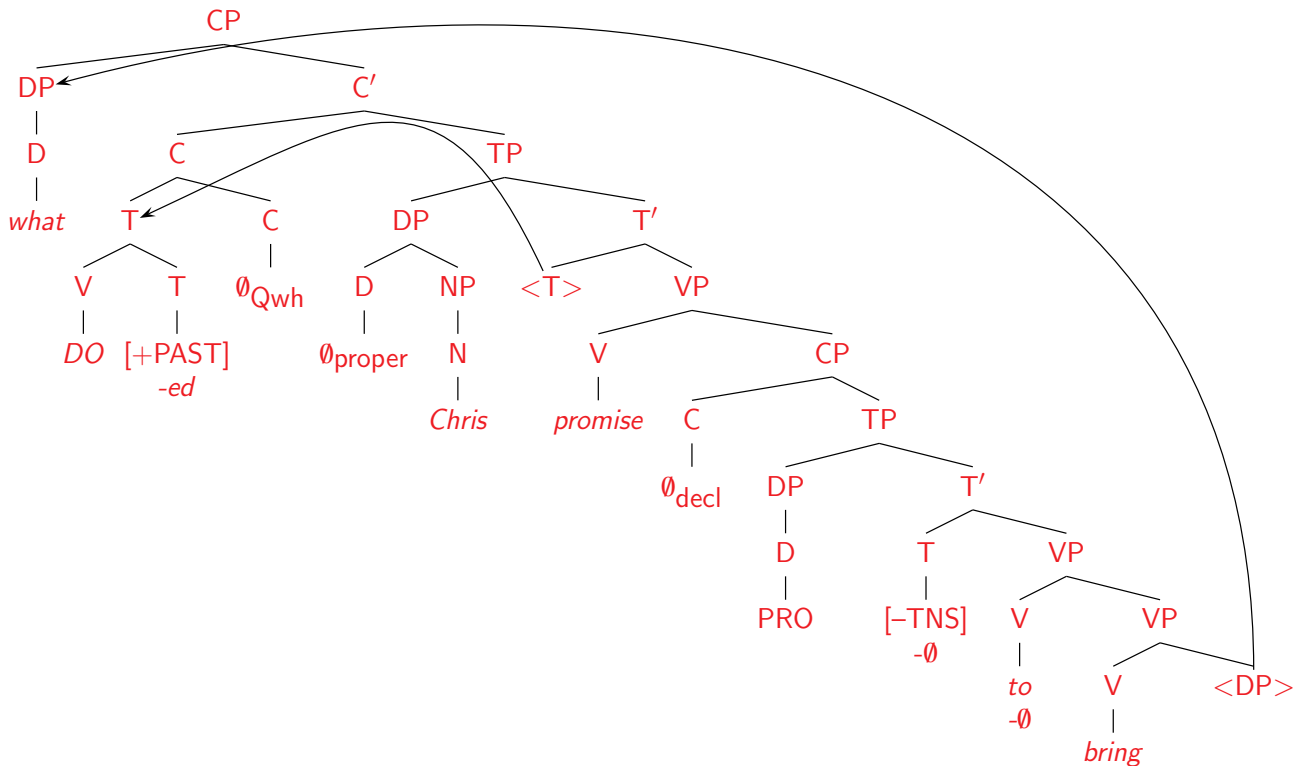 CP
DP C′
D C TP
what T C DP T′
V T ∅Qwh D NP <T> VP
DO [+PAST] ∅proper N V CP
-ed
Chris promise C TP
∅decl DP T′
D T VP
PRO [–TNS] V VP
-∅
to V <DP>
-∅
bring